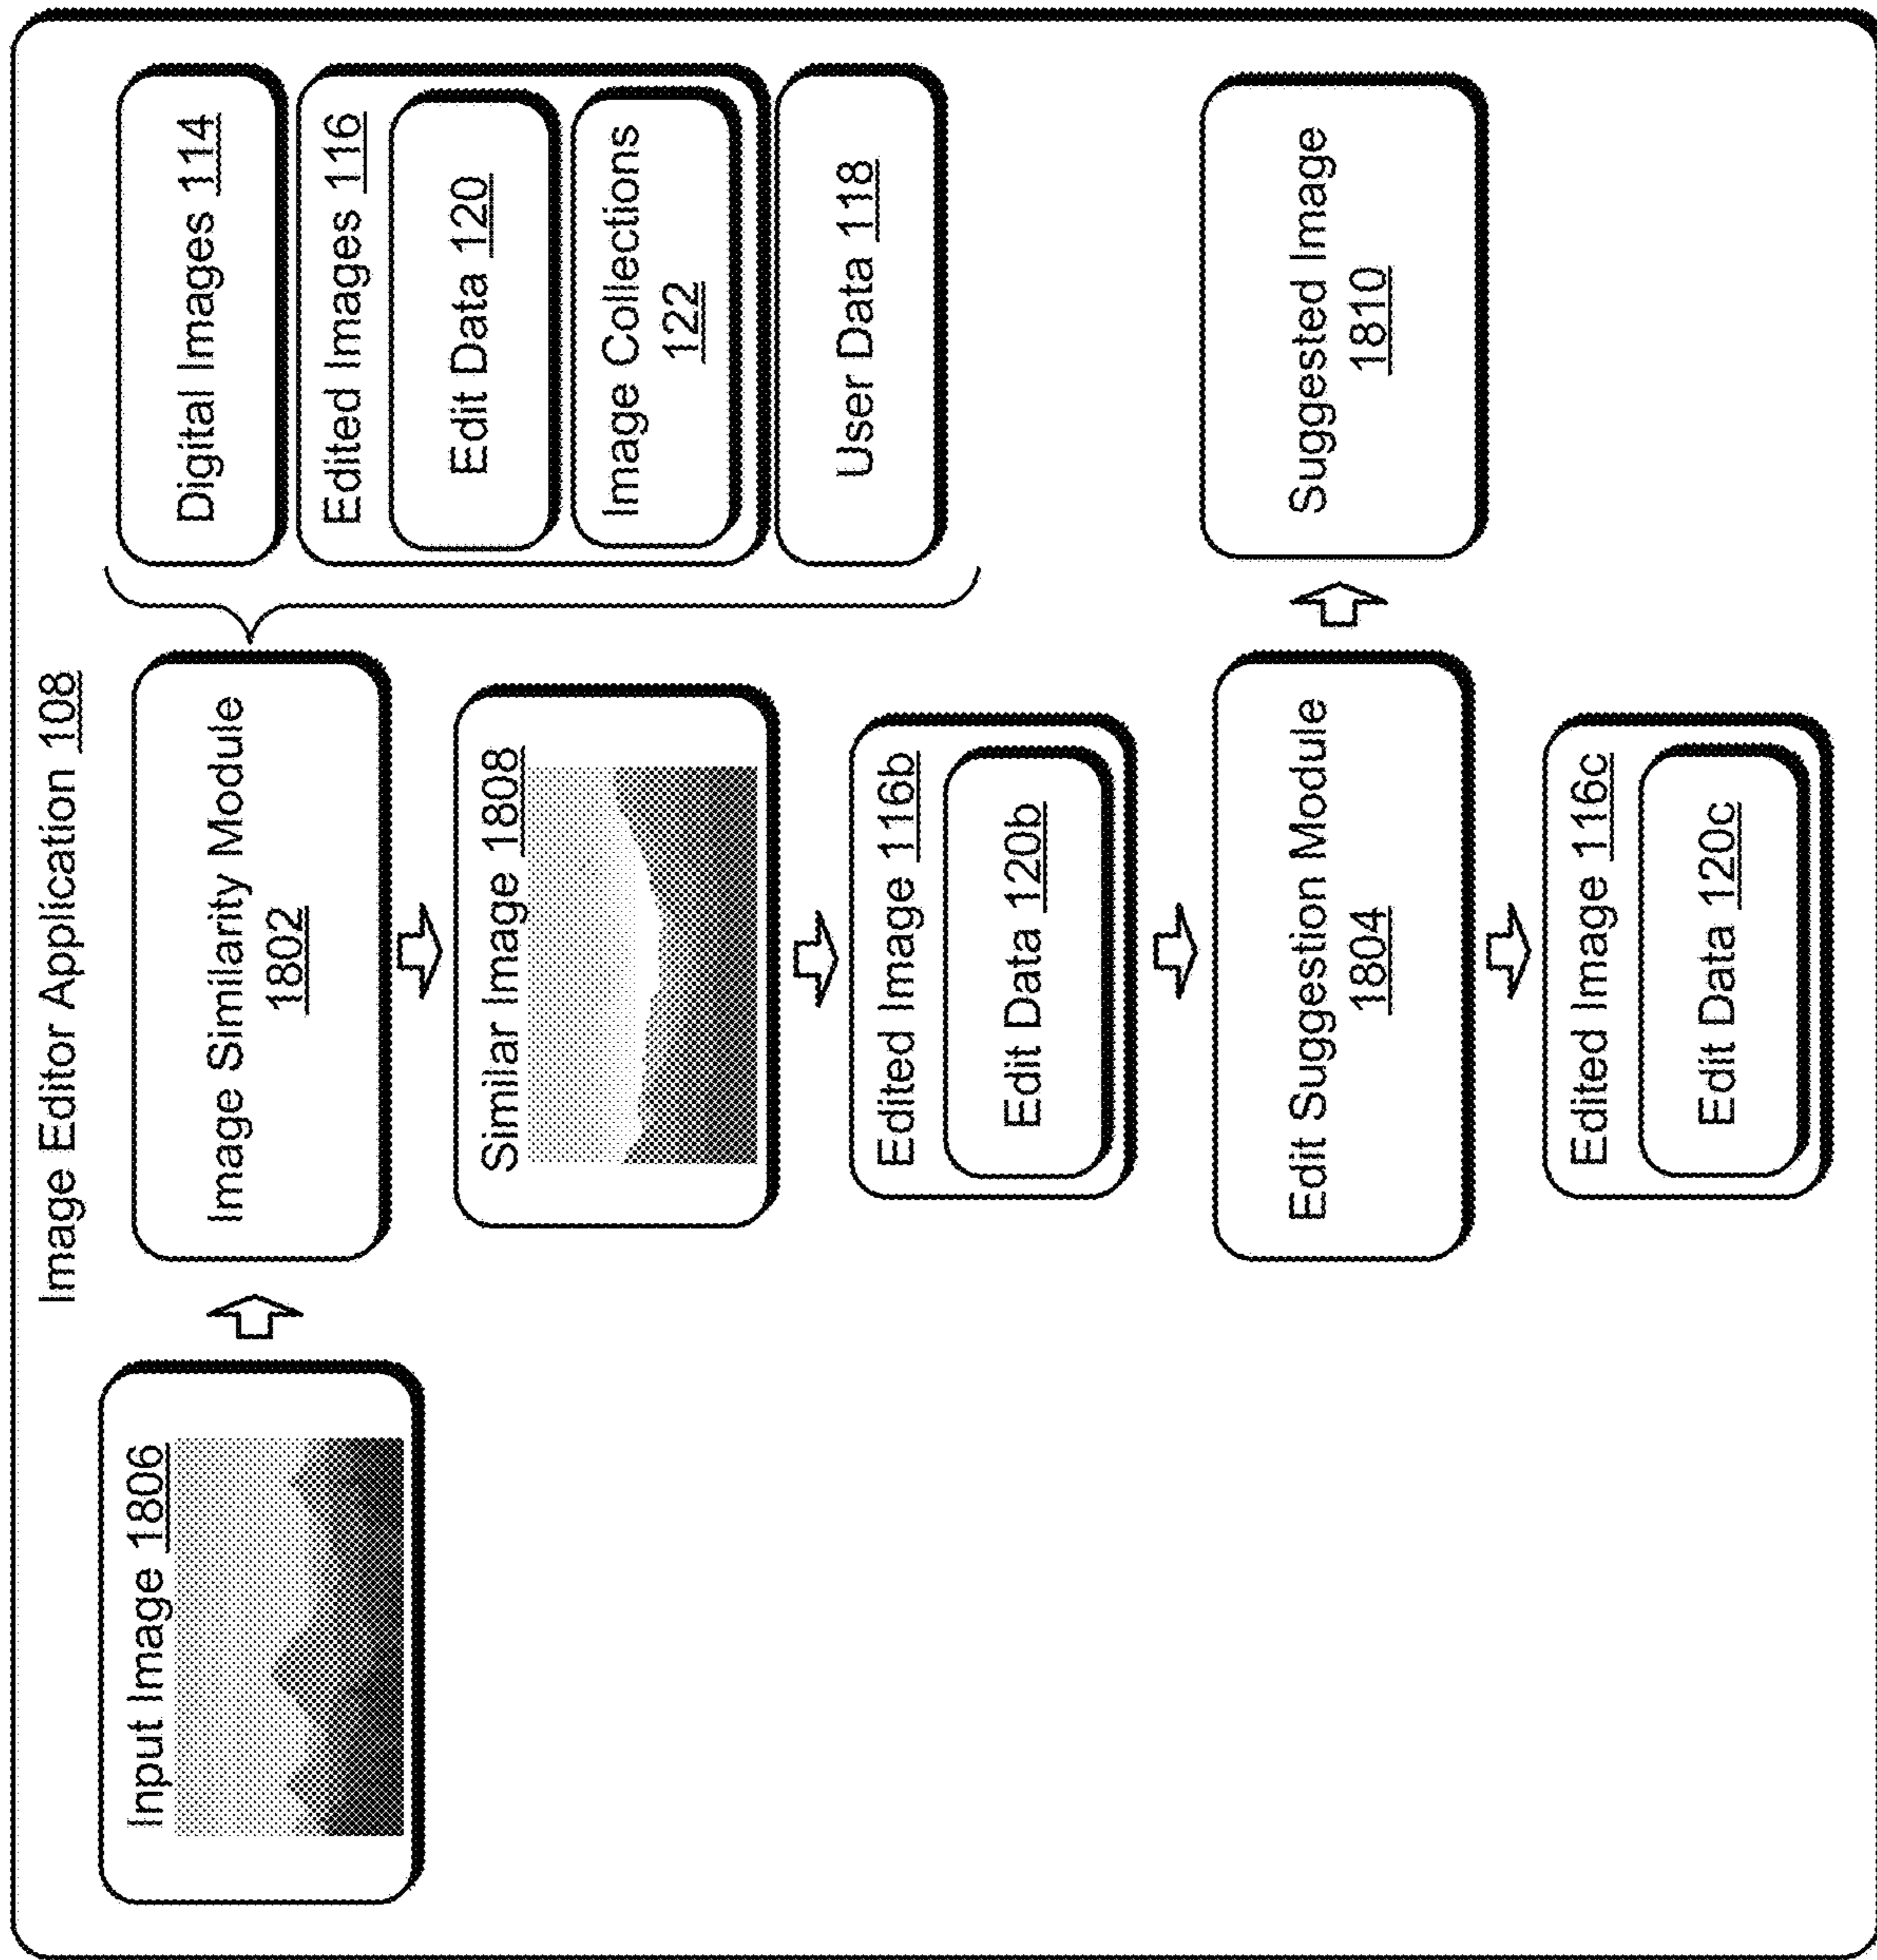 Image Editor Application 108
Input Image 1806
Image Similarity Module
1802
Digital Images 114
Edited Images 116
Edit Data 120
Image Collections
122
User Data 118
Similar Image 1808
Edited Image 116b
Edit Data 120b
Edit Suggestion Module
1804
Suggested Image
1810
Edited Image 116c
Edit Data 120c